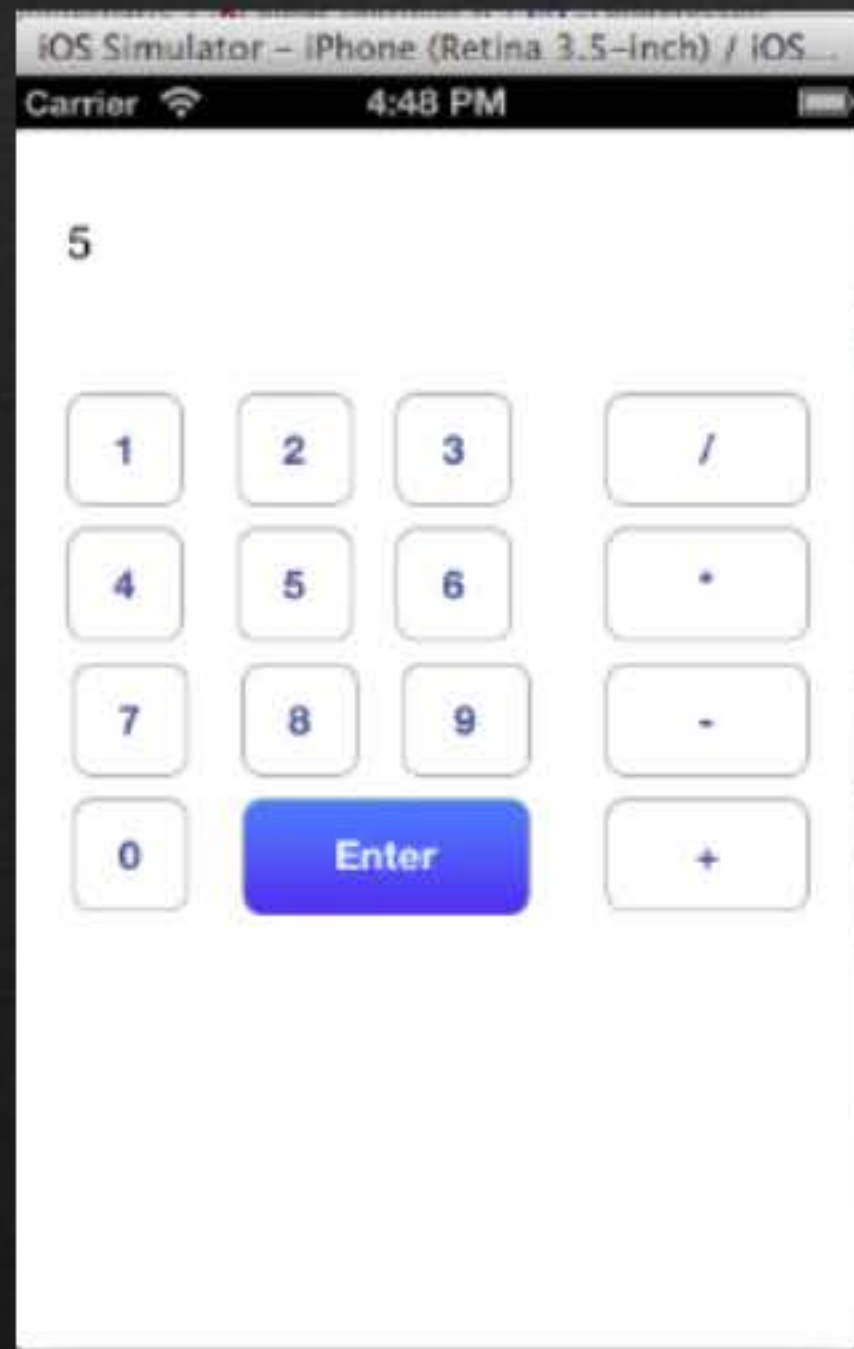 iOS Simulator – iPhone (Retina 3.5–inch) / iOS...
Carrier 4:48 PM
5
1 2 3 /
4 5 6 *
7 8 9 -
0 Enter +